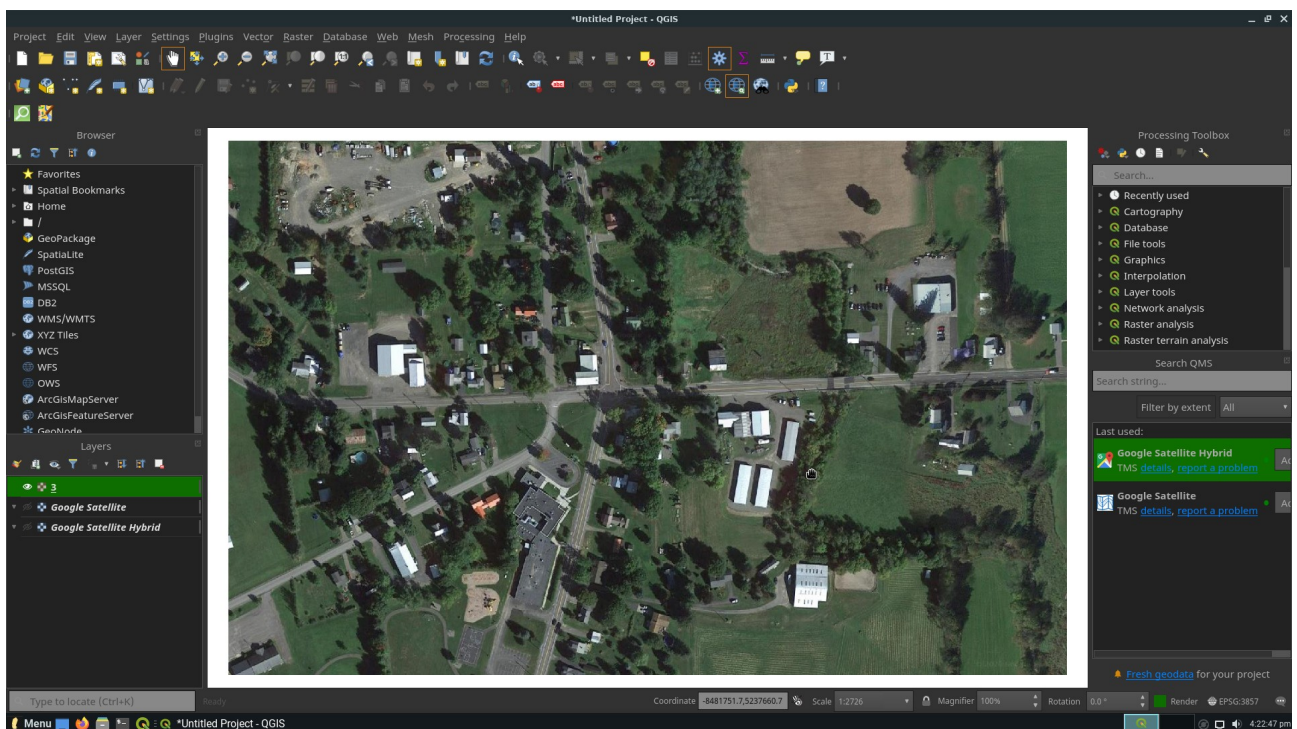 *Untitled Project - QGIS
Project Edit View Layer Settings Plugins Vector Raster Database Web Mesh Processing Help
Browser
Favorites
Spatial Bookmarks
Home
/
GeoPackage
SpatiaLite
PostGIS
MSSQL
DB2
WMS/WMTS
XYZ Tiles
WCS
WFS
OWS
ArcGisMapServer
ArcGisFeatureServer
GeoNode
Layers
3
Google Satellite
Google Satellite Hybrid
Processing Toolbox
Search...
Recently used
Cartography
Database
File tools
Graphics
Interpolation
Layer tools
Network analysis
Raster analysis
Raster terrain analysis
Search QMS
Search string...
Filter by extent All
Last used:
Google Satellite Hybrid
TMS details, report a problem
Google Satellite
TMS details, report a problem
Fresh geodata for your project
Type to locate (Ctrl+K) Ready Coordinate -8481751.7,5237660.7 Scale 1:2726 Magnifier 100% Rotation 0.0 ° Render EPSG:3857
Menu *Untitled Project - QGIS 4:22:47 pm